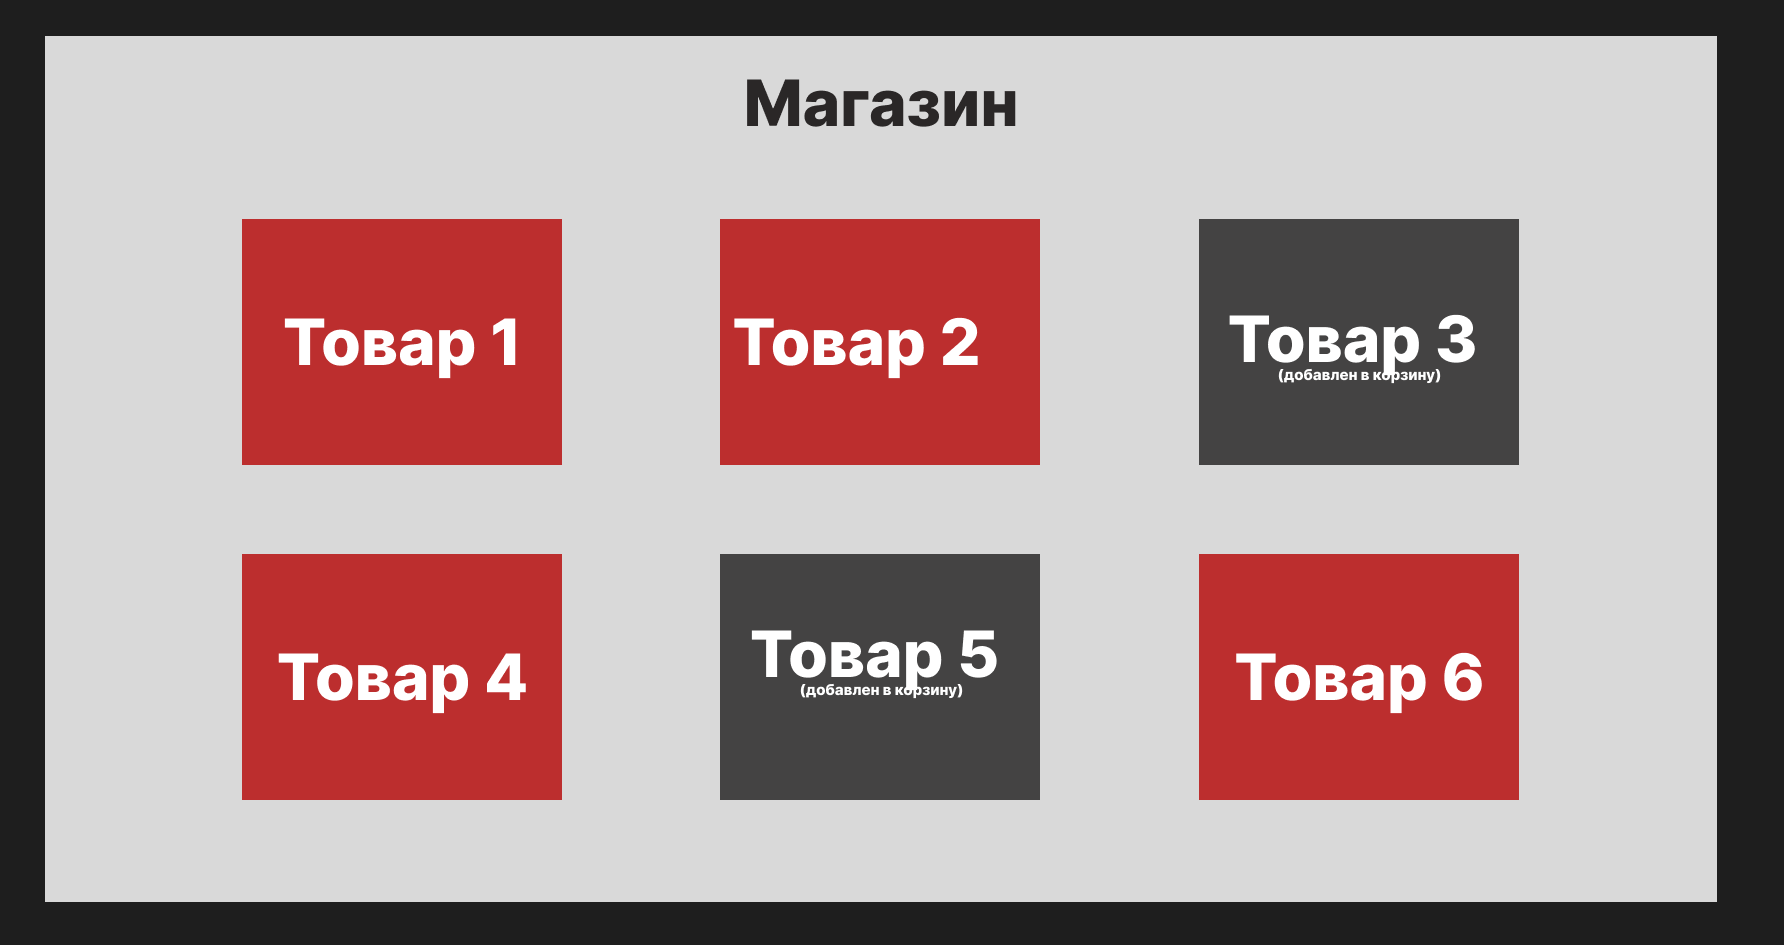 Магазин
Товар 1
Товар 2
Товар 3
(добавлен в корзину)
Товар 4
Товар 5
(добавлен в корзину)
Товар 6